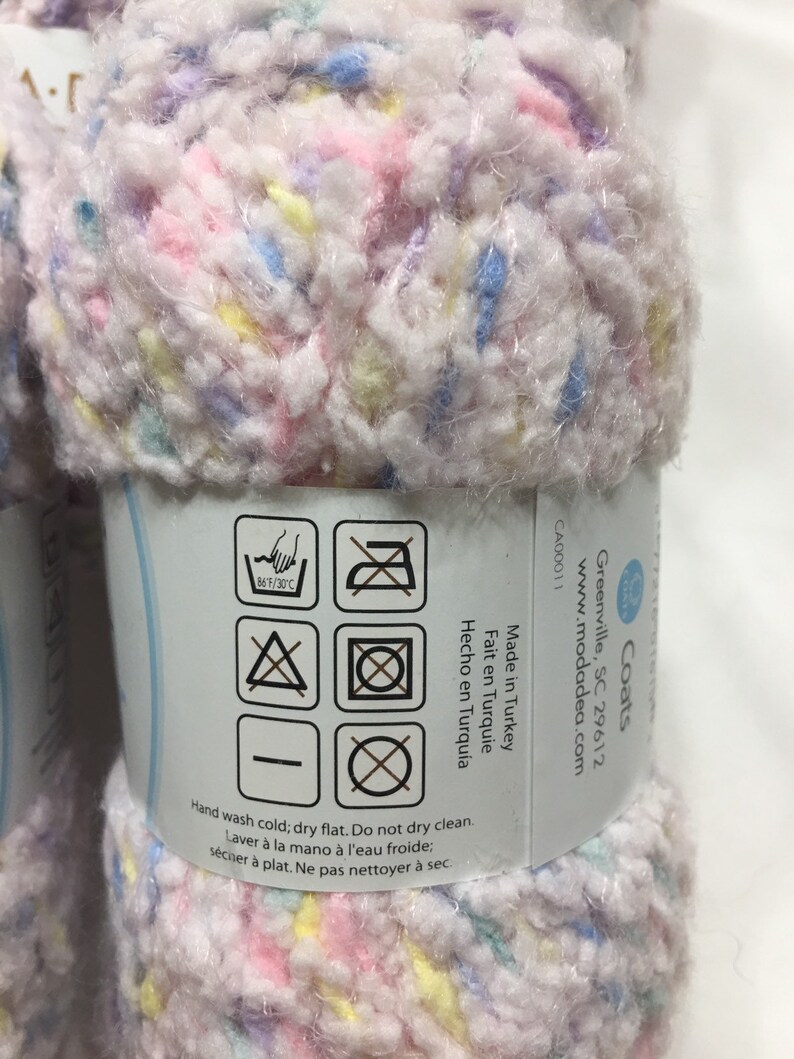 86°F/30°C
Hand wash cold; dry flat. Do not dry clean.
Laver à la mano à l'eau froide;
sécher à plat. Ne pas nettoyer à sec.
Made in Turkey
Fait en Turquie
Hecho en Turquía
COATS
Coats
Greenville, SC 29612
www.modadea.com
CA00011